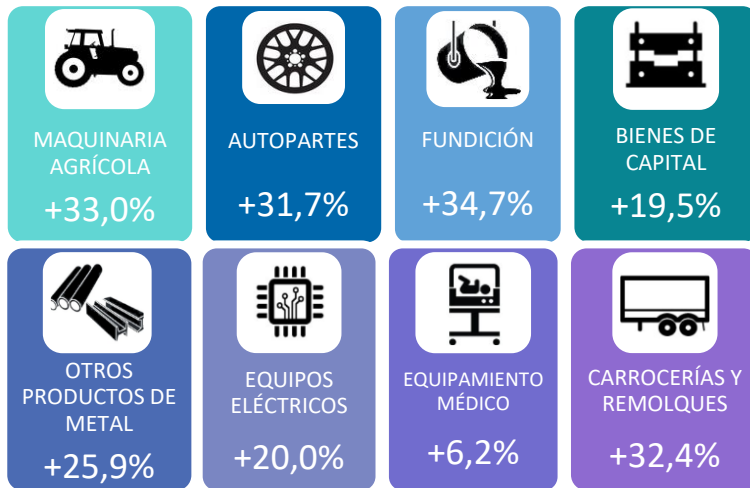 MAQUINARIA
AGRÍCOLA
+33,0%
AUTOPARTES
+31,7%
FUNDICIÓN
+34,7%
BIENES DE
CAPITAL
+19,5%
OTROS
PRODUCTOS DE
METAL
+25,9%
EQUIPOS
ELÉCTRICOS
+20,0%
EQUIPAMIENTO
MÉDICO
+6,2%
CARROCERÍAS Y
REMOLQUES
+32,4%